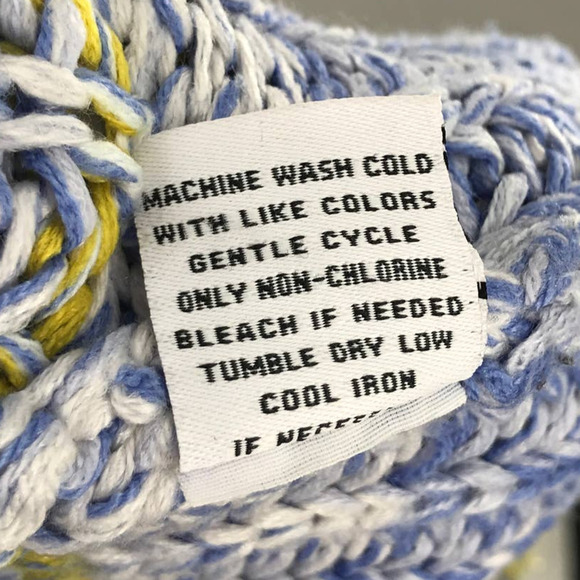 MACHINE WASH COLD
WITH LIKE COLORS
GENTLE CYCLE
ONLY NON-CHLORINE
BLEACH IF NEEDED
TUMBLE DRY LOW
COOL IRON
IF